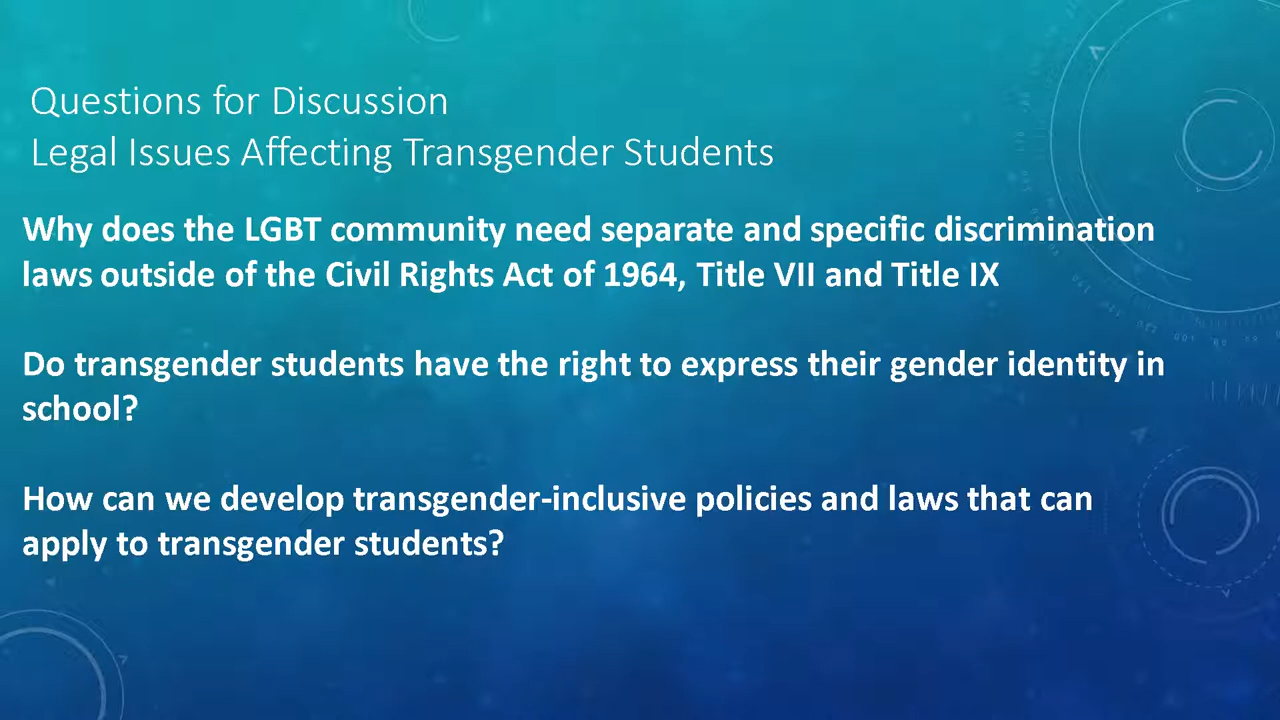 Questions for Discussion
Legal Issues Affecting Transgender Students
Why does the LGBT community need separate and specific discrimination
laws outside of the Civil Rights Act of 1964, Title VII and Title IX
Do transgender students have the right to express their gender identity in
school?
How can we develop transgender-inclusive policies and laws that can
apply to transgender students?